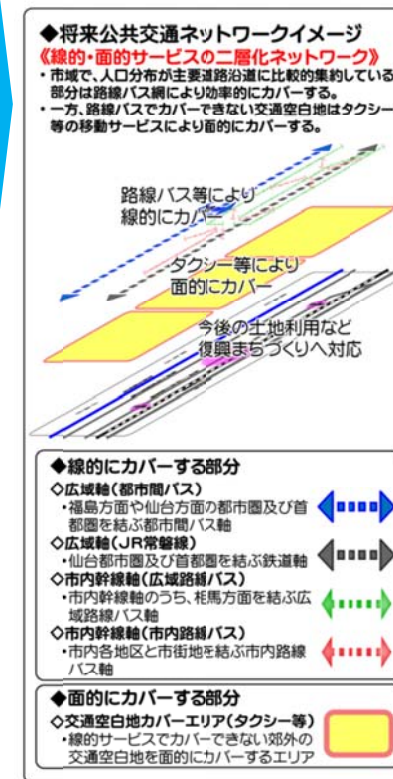 ◆将来公共交通ネットワークイメージ
《線的・面的サービスの二層化ネットワーク》
・市域で、人口分布が主要道路沿道に比較的集約している
部分は路線バス網により効率的にカバーする。
・一方、路線バスでカバーできない交通空白地はタクシー
等の移動サービスにより面的にカバーする。
路線バス等により
線的にカバー
タクシー等により
面的にカバー
今後の土地利用など
復興まちづくりへ対応
◆線的にカバーする部分
◇広域軸(都市間バス)
・福島方面や仙台方面の都市圏及び首
都圏を結ぶ都市間バス軸
◇広域軸(JR常磐線)
・仙台都市圏及び首都圏を結ぶ鉄道軸
◇市内幹線軸(広域路線バス)
・市内幹線軸のうち、相馬方面を結ぶ広
域路線バス軸
◇市内幹線軸(市内路線バス)
・市内各地区と市街地を結ぶ市内路線
バス軸
◆面的にカバーする部分
◇交通空白地カバーエリア(タクシー等)
・線的サービスでカバーできない郊外の
交通空白地を面的にカバーするエリア